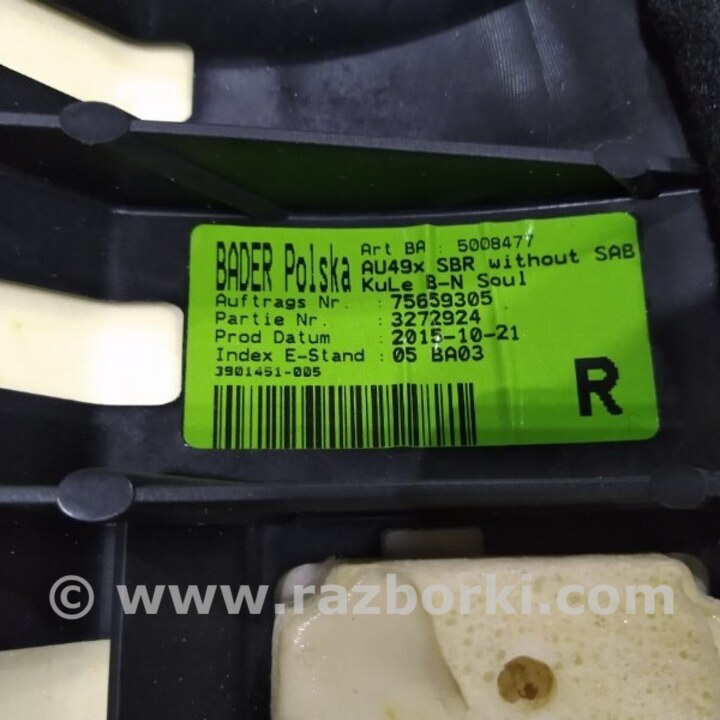 BADER Polska
Art BA : 5008477
AU49x SBR without SAB
KuLe B-N Soul
Auftrags Nr. : 75659305
Partie Nr. : 3272924
Prod Datum : 2015-10-21
Index E-Stand : 05 BA03
3901451-005
R
© www.razborki.com